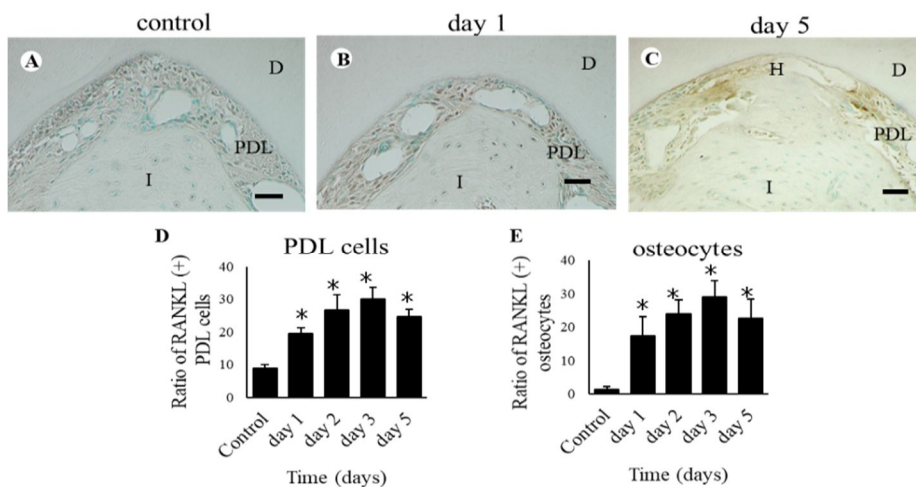 control
day 1
day 5
A
D
PDL
I
B
D
PDL
I
C
H
D
PDL
I
D
PDL cells
Ratio of RANKL (+)
PDL cells
40
30
20
10
0
*
*
*
*
Control
day 1
day 2
day 3
day 5
Time (days)
E
osteocytes
Ratio of RANKL (+)
osteocytes
40
30
20
10
0
*
*
*
*
Control
day 1
day 2
day 3
day 5
Time (days)